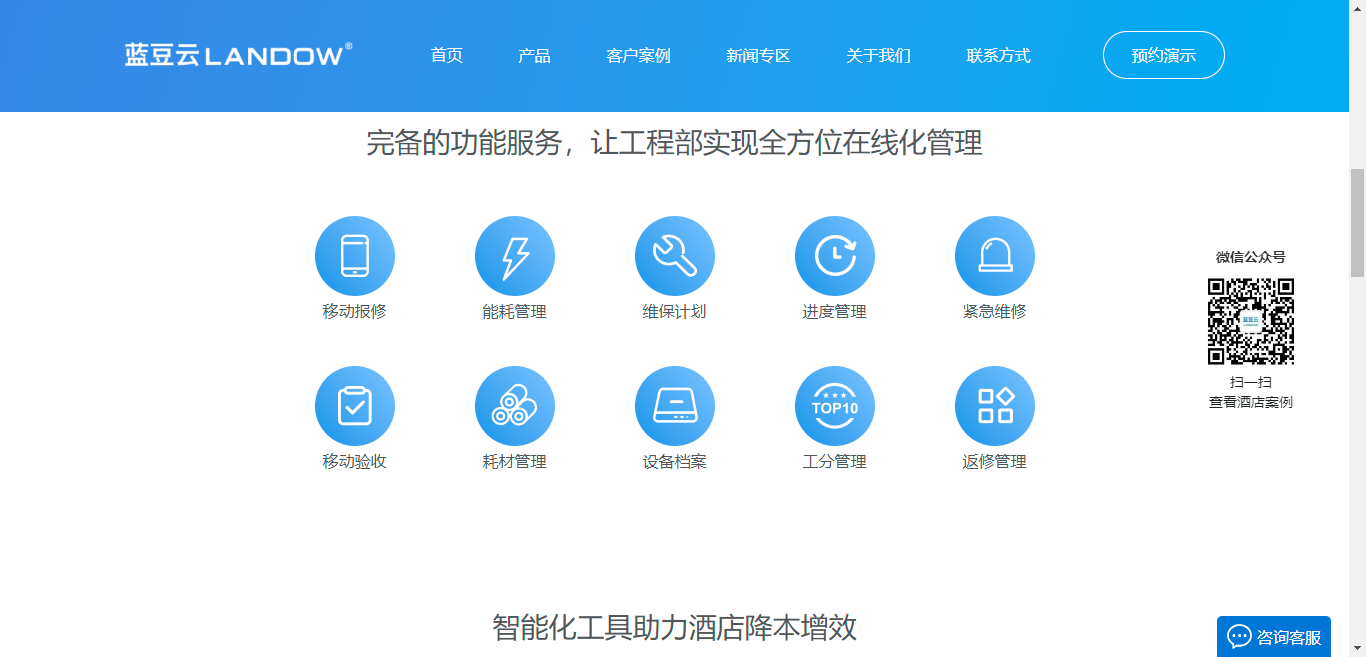 蓝豆云LANDOW®
首页
产品
客户案例
新闻专区
关于我们
联系方式
预约演示
完备的功能服务，让工程部实现全方位在线化管理
移动报修
能耗管理
维保计划
进度管理
紧急维修
TOP10
移动验收
耗材管理
设备档案
工分管理
返修管理
微信公众号
蓝豆云
扫一扫
查看酒店案例
智能化工具助力酒店降本增效
咨询客服